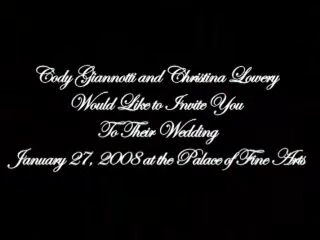 Cody Giannotti and Christina Lowery
Would Like to Invite You
To Their Wedding
January 27, 2008 at the Palace of Fine Arts